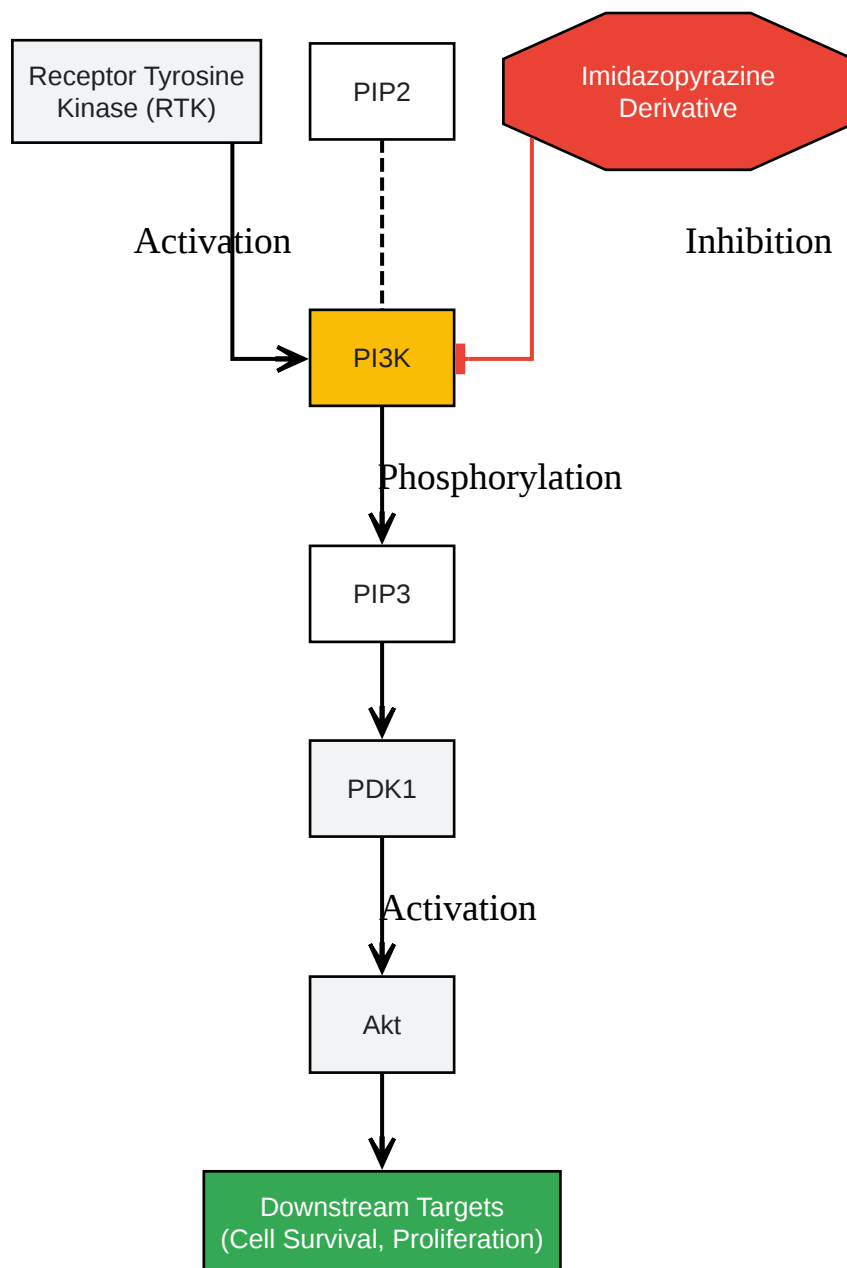 Receptor Tyrosine
Kinase (RTK)
PIP2
Imidazopyrazine
Derivative
Activation
Inhibition
PI3K
Phosphorylation
PIP3
PDK1
Activation
Akt
Downstream Targets
(Cell Survival, Proliferation)